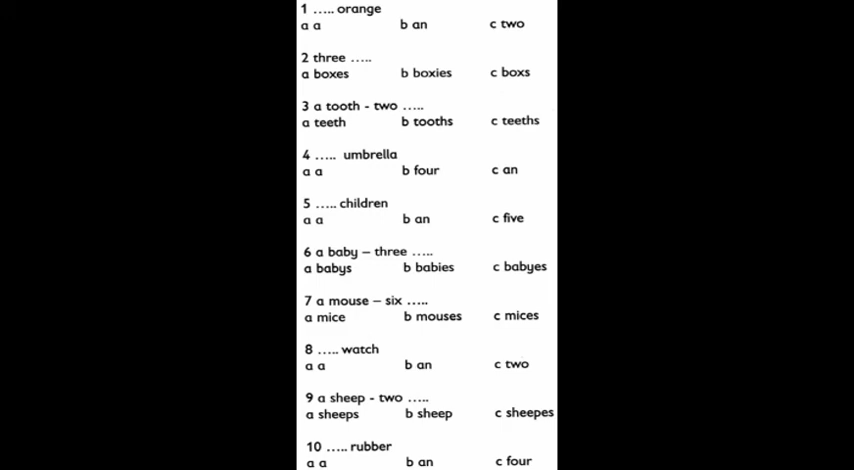 1 ..... orange
a a b an c two
2 three .....
a boxes b boxies c boxs
3 a tooth - two .....
a teeth b tooths c teeths
4 ..... umbrella
a a b four c an
5 ..... children
a a b an c five
6 a baby – three .....
a babys b babies c babyes
7 a mouse – six .....
a mice b mouses c mices
8 ..... watch
a a b an c two
9 a sheep - two .....
a sheeps b sheep c sheepes
10 ..... rubber
a a b an c four